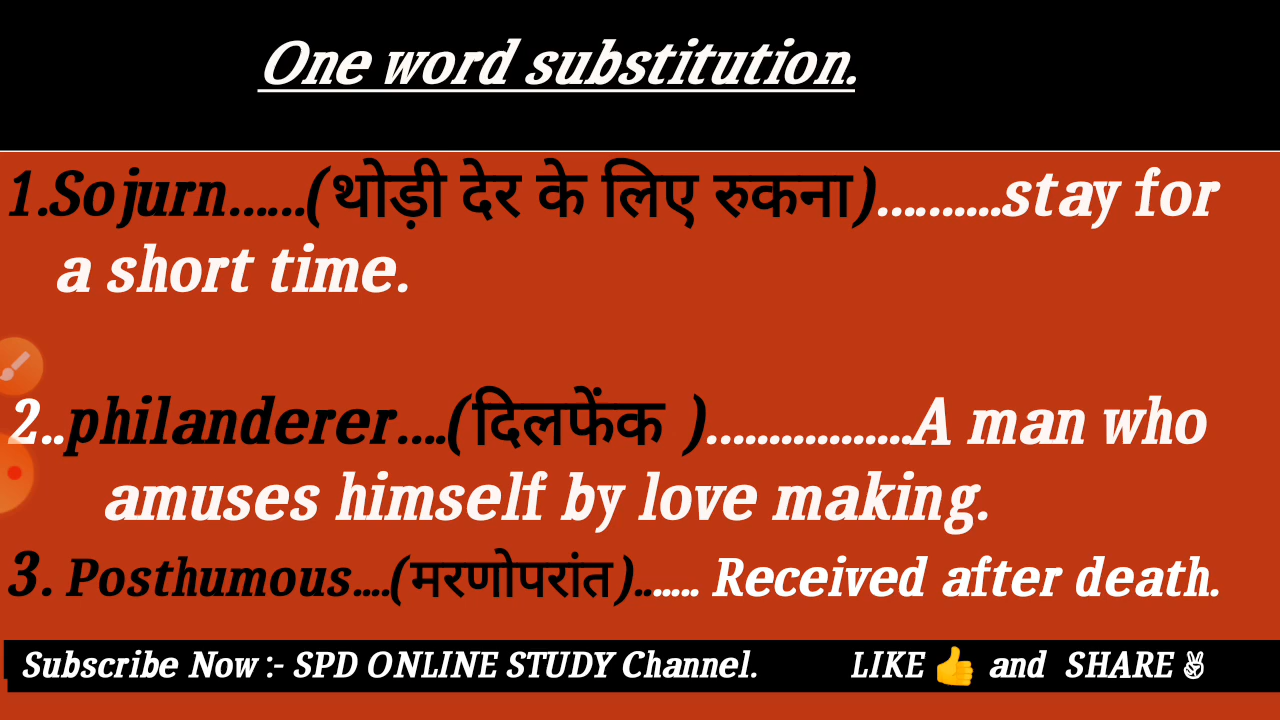 One word substitution.
1.Sojurn......(थोड़ी देर के लिए रुकना)..........stay for
a short time.
2..philanderer....(दिलफेंक )................A man who
amuses himself by love making.
3. Posthumous....(मरणोपरांत)...... Received after death.
Subscribe Now :- SPD ONLINE STUDY Channel. LIKE 👍 and SHARE ✌